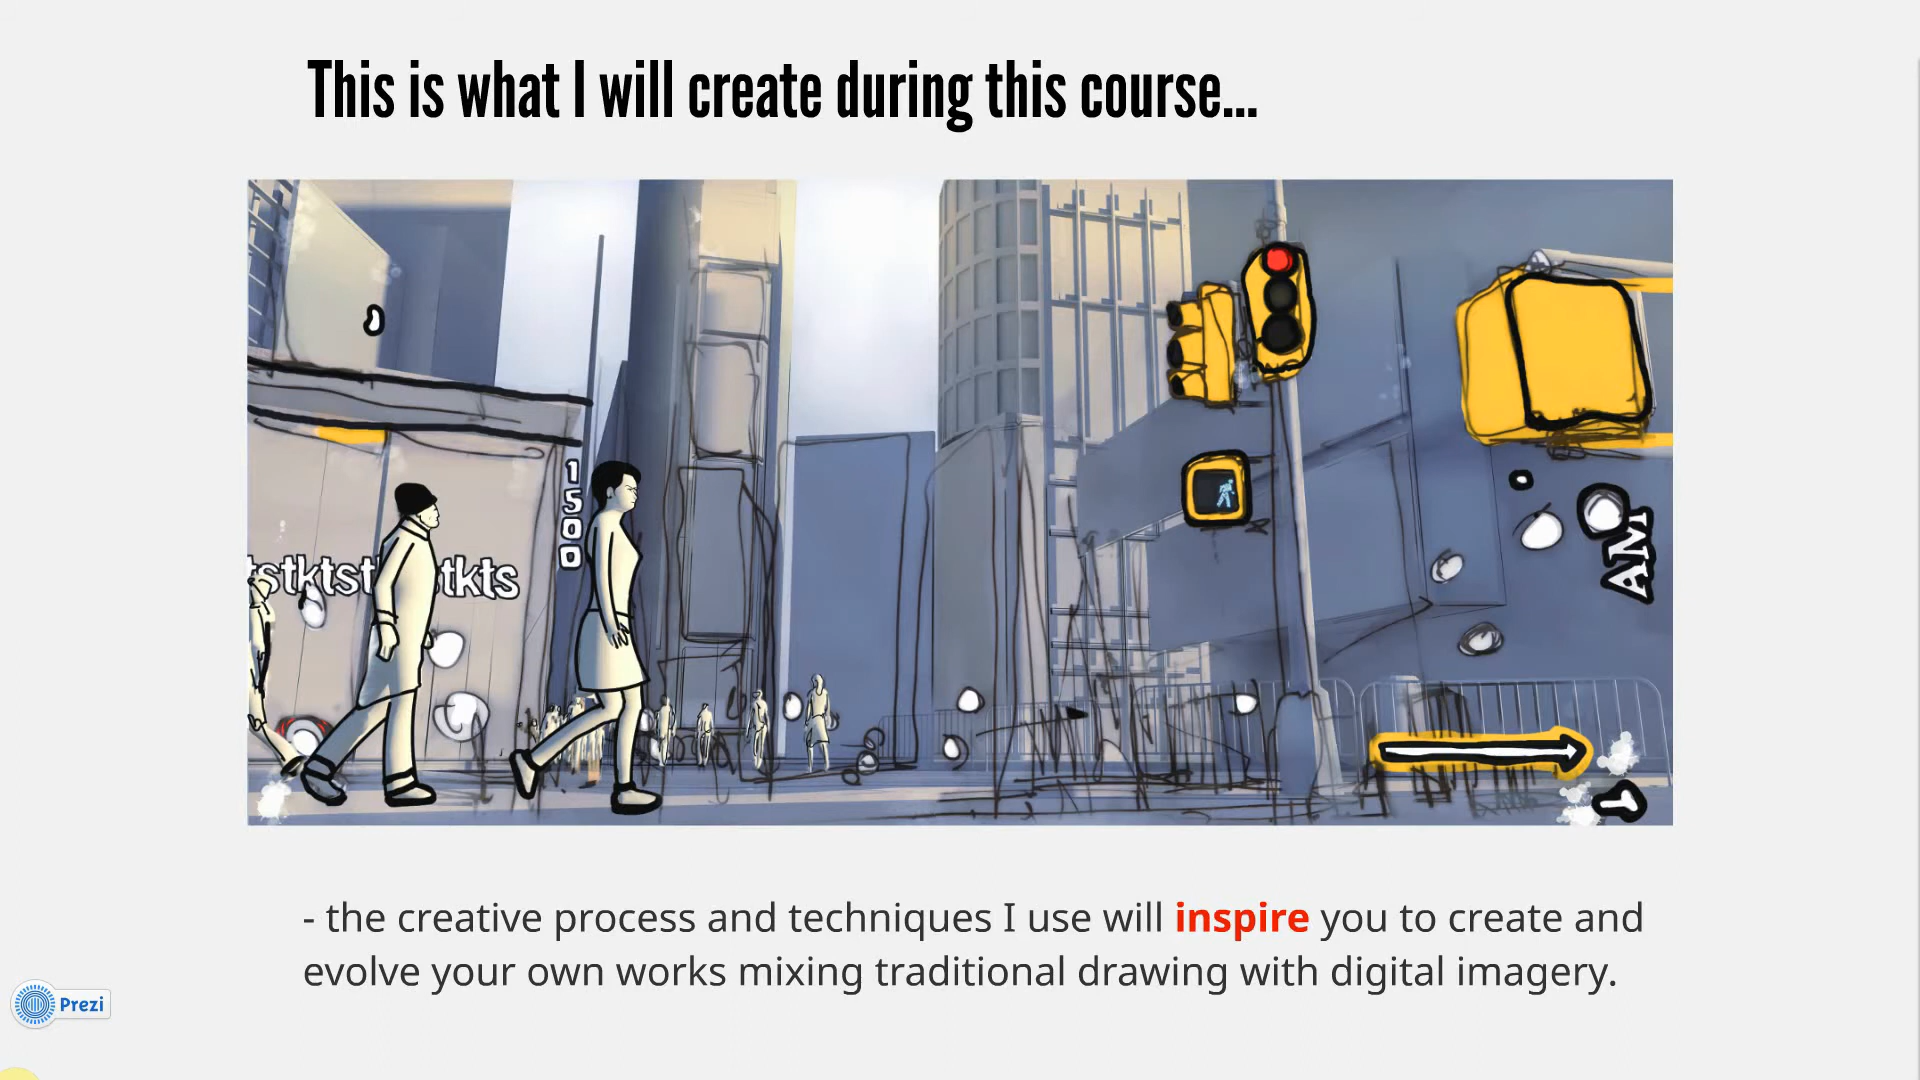 This is what I will create during this course...
1
5
0
0
tstktst tkts
AM
- the creative process and techniques I use will inspire you to create and
evolve your own works mixing traditional drawing with digital imagery.
Prezi